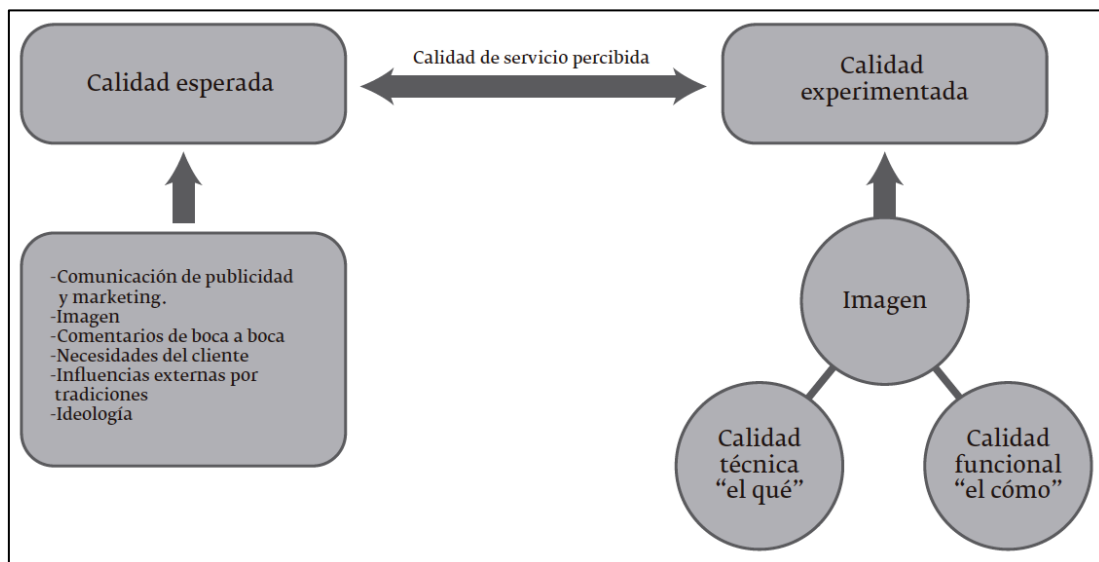 Calidad esperada
Calidad de servicio percibida
Calidad
experimentada
-Comunicación de publicidad
y marketing.
-Imagen
-Comentarios de boca a boca
-Necesidades del cliente
-Influencias externas por
tradiciones
-Ideología
Imagen
Calidad
técnica
“el qué”
Calidad
funcional
“el cómo”